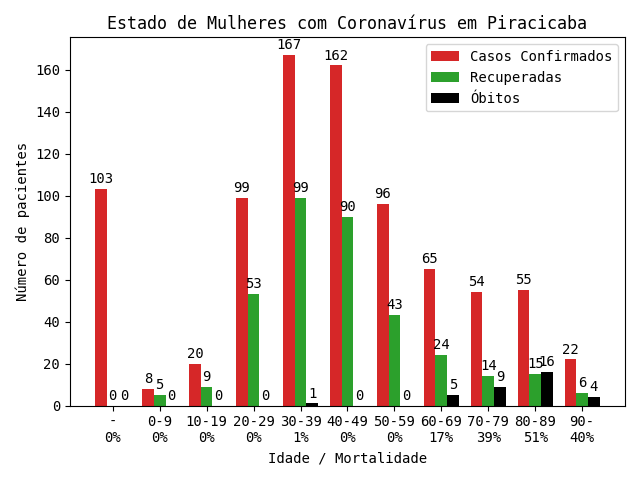 Estado de Mulheres com Coronavírus em Piracicaba
Casos Confirmados
Recuperadas
Óbitos
Número de pacientes
160
140
120
100
80
60
40
20
0
103 0 0
8 5 0
20 9 0
99 53 0
167 99 1
162 90 0
96 43 0
65 24 5
54 14 9
55 15 16
22 6 4
- 0-9 10-19 20-29 30-39 40-49 50-59 60-69 70-79 80-89 90-
0% 0% 0% 0% 1% 0% 0% 17% 39% 51% 40%
Idade / Mortalidade